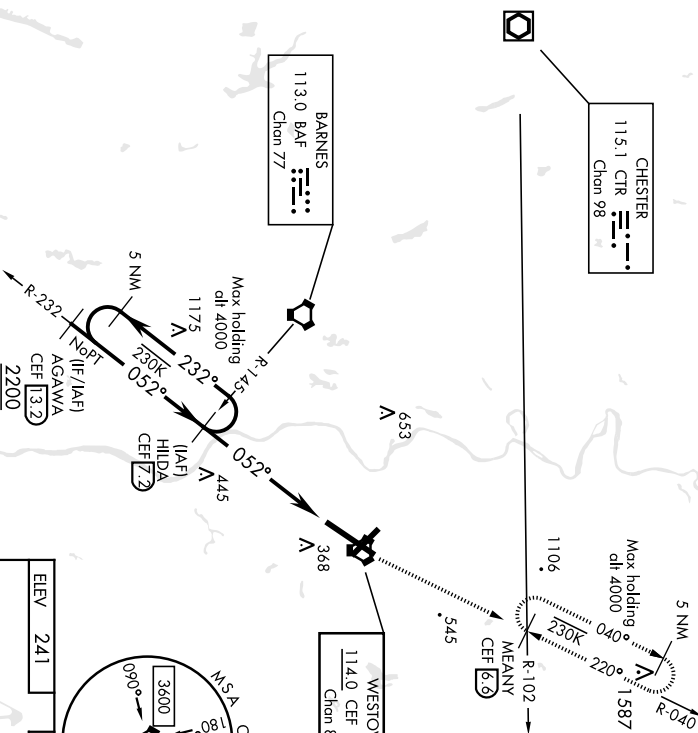 CHESTER
115.1 CTR
Chan 98
BARNES
113.0 BAF
Chan 77
Max holding
alt 4000
5 NM
1175
232°
230K
R-145
R-232
NoPT
052°
(IF/IAF)
AGAWA
CEF 13.2
2200
(IAF)
HILDA
CEF 7.2
445
052°
653
368
1106
Max holding
alt 4000
5 NM
040°
230K
220°
1587
R-040
R-102
MEANY
CEF 6.6
545
114.0 CEF
ELEV 241
MSA
3600
090°
180°